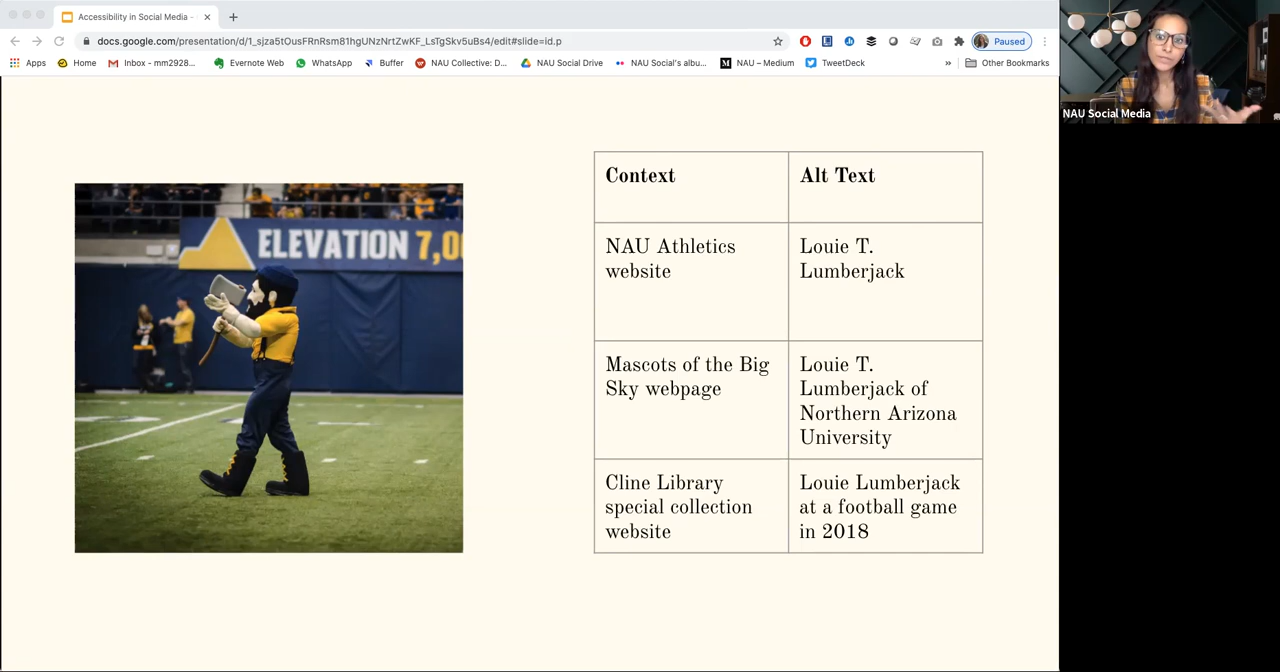 Accessibility in Social Media -
docs.google.com/presentation/d/1_sjza5tOusFRnRsm81hgUNzNrtZwKF_LsTgSkv5uBs4/edit#slide=id.p
Paused
Apps
Home
Inbox - mm2928...
Evernote Web
WhatsApp
Buffer
NAU Collective: D...
NAU Social Drive
NAU Social's albu...
NAU – Medium
TweetDeck
»
Other Bookmarks
NAU Social Media
ELEVATION 7,0
Context
Alt Text
NAU Athletics
website
Louie T.
Lumberjack
Mascots of the Big
Sky webpage
Louie T.
Lumberjack of
Northern Arizona
University
Cline Library
special collection
website
Louie Lumberjack
at a football game
in 2018